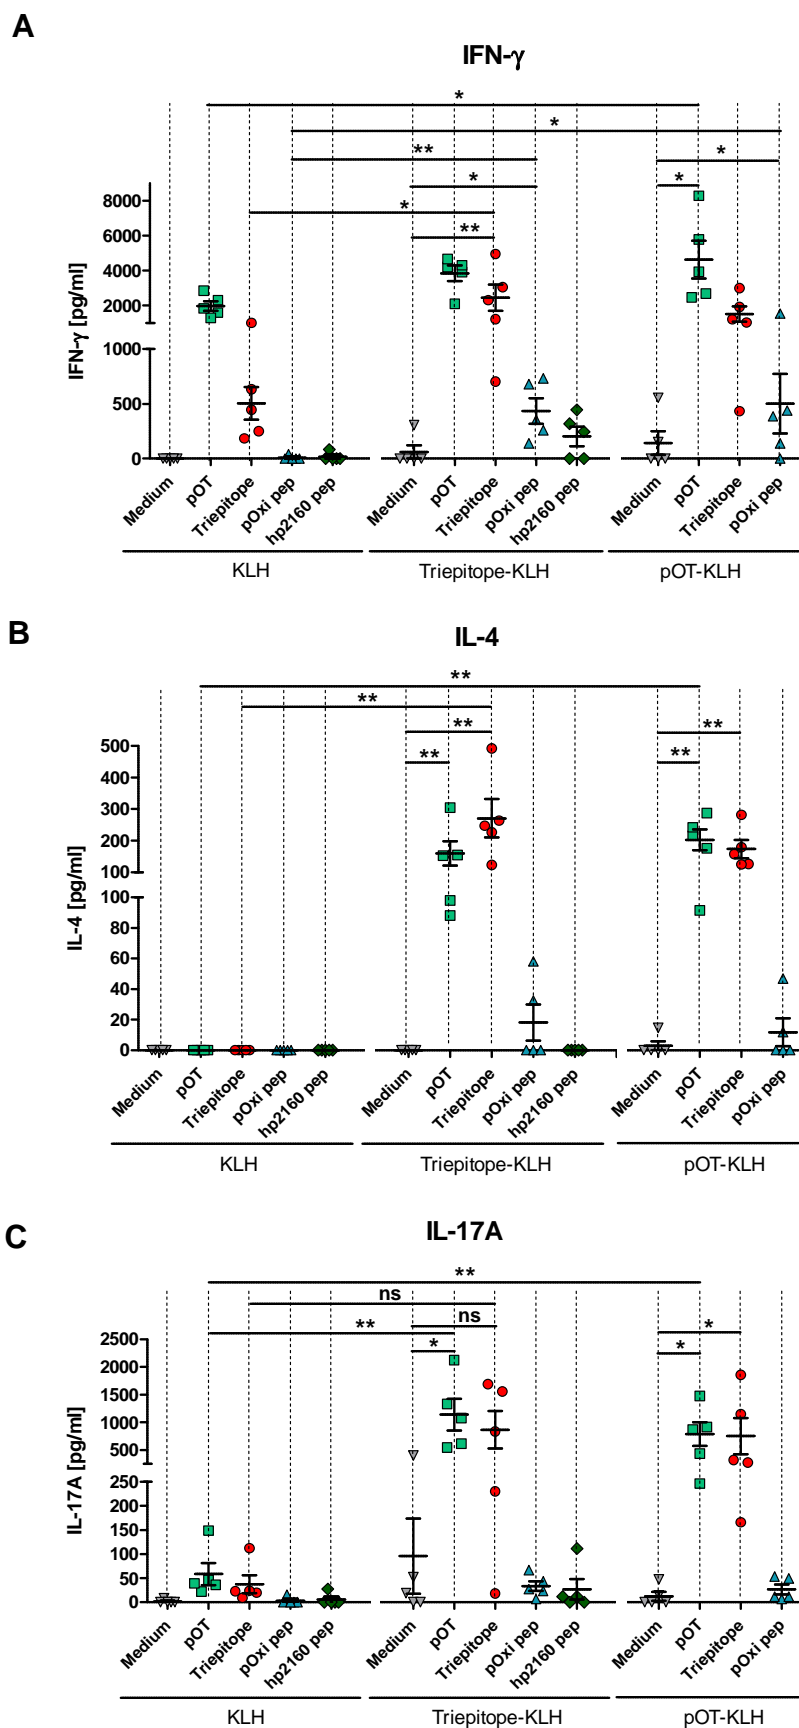 A
IFN-γ
*
*
**
*
*
*
*
**
IFN-γ [pg/ml]
8000
6000
4000
2000
1000
500
0
Medium
pOT
Triepitope
pOxi pep
hp2160 pep
Medium
pOT
Triepitope
pOxi pep
hp2160 pep
Medium
pOT
Triepitope
pOxi pep
KLH
Triepitope-KLH
pOT-KLH
B
IL-4
**
**
**
**
**
**
IL-4 [pg/ml]
500
400
300
200
100
100
80
60
40
20
0
Medium
pOT
Triepitope
pOxi pep
hp2160 pep
Medium
pOT
Triepitope
pOxi pep
hp2160 pep
Medium
pOT
Triepitope
pOxi pep
KLH
Triepitope-KLH
pOT-KLH
C
IL-17A
**
ns
ns
**
*
*
*
IL-17A [pg/ml]
2500
2000
1500
1000
500
250
200
150
100
50
0
Medium
pOT
Triepitope
pOxi pep
hp2160 pep
Medium
pOT
Triepitope
pOxi pep
hp2160 pep
Medium
pOT
Triepitope
pOxi pep
KLH
Triepitope-KLH
pOT-KLH